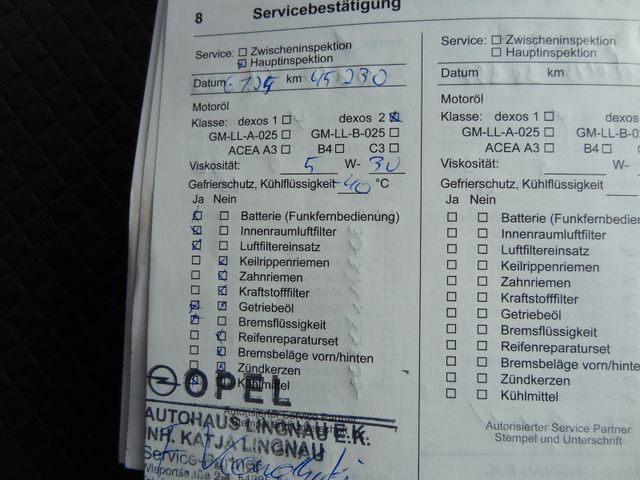 8 Servicebestätigung
Service: Zwischeninspektion
Hauptinspektion
Datum km 45230
Motoröl
Klasse: dexos 1 dexos 2
GM-LL-A-025 GM-LL-B-025
ACEA A3 B4 C3
Viskosität: 5 W- 30
Gefrierschutz, Kühlflüssigkeit -40 °C
Ja Nein
Batterie (Funkfernbedienung)
Innenraumluftfilter
Luftfiltereinsatz
Keilrippenriemen
Zahnriemen
Kraftstofffilter
Getriebeöl
Bremsflüssigkeit
Reifenreparaturset
Bremsbeläge vorn/hinten
Zündkerzen
Kühlmittel
OPEL
AUTOHAUS LINGNAU E.K.
INH. KATJA LINGNAU
Service: Zwischeninspektion
Hauptinspektion
Datum km
Motoröl
Klasse: dexos 1 dexos
GM-LL-A-025 GM-LL-B-0
ACEA A3 B4
Viskosität: W-
Gefrierschutz, Kühlflüssigkeit
Ja Nein
Batterie (Funkfernbedien
Innenraumluftfilter
Luftfiltereinsatz
Keilrippenriemen
Zahnriemen
Kraftstofffilter
Getriebeöl
Bremsflüssigkeit
Reifenreparaturset
Bremsbeläge vorn/hinte
Zündkerzen
Kühlmittel
Autorisierter Service Partner
Stempel und Unterschrift